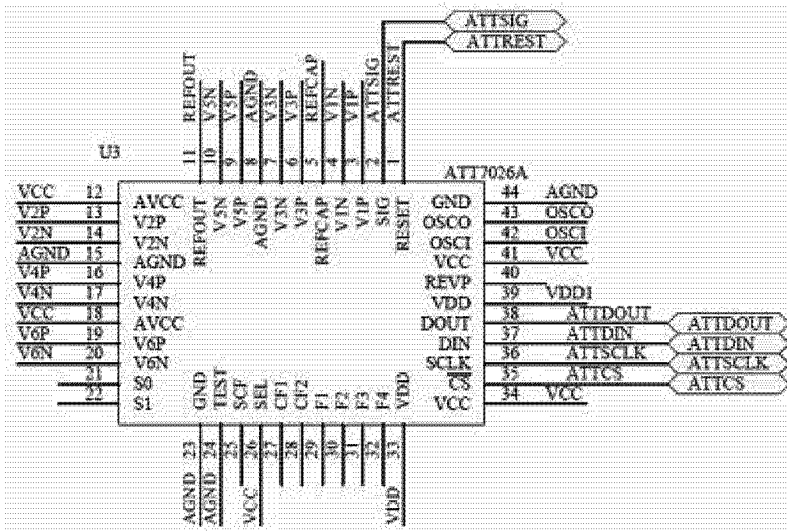 ATTSIG
ATTREST
REFOUT V5N V5P AGND V3N V3P REFCAP V1N V1P ATTSIG ATTREST
U3
11 10 9 8 7 6 5 4 3 2 1
ATT7026A
VCC 12 AVCC
V2P 13 V2P
V2N 14 V2N
AGND 15 AGND
V4P 16 V4P
V4N 17 V4N
VCC 18 AVCC
V6P 19 V6P
V6N 20 V6N
21 S0
22 S1
REFOUT V5N V5P AGND V3N V3P REFCAP V1N V1P SIG RESET
GND 44 AGND
OSCO 43 OSCO
OSCI 42 OSCI
VCC 41 VCC
REVP 40
VDD 39 VDD1
DOUT 38 ATTDOUT ATTDOUT
DIN 37 ATTDIN ATTDIN
SCLK 36 ATTSCLK ATTSCLK
CS 35 ATTCS ATTCS
VCC 34 VCC
GND TEST SCF SEL CF1 CF2 F1 F2 F3 F4 VDD
23 24 25 26 27 28 29 30 31 32 33
AGND AGND VCC VDD